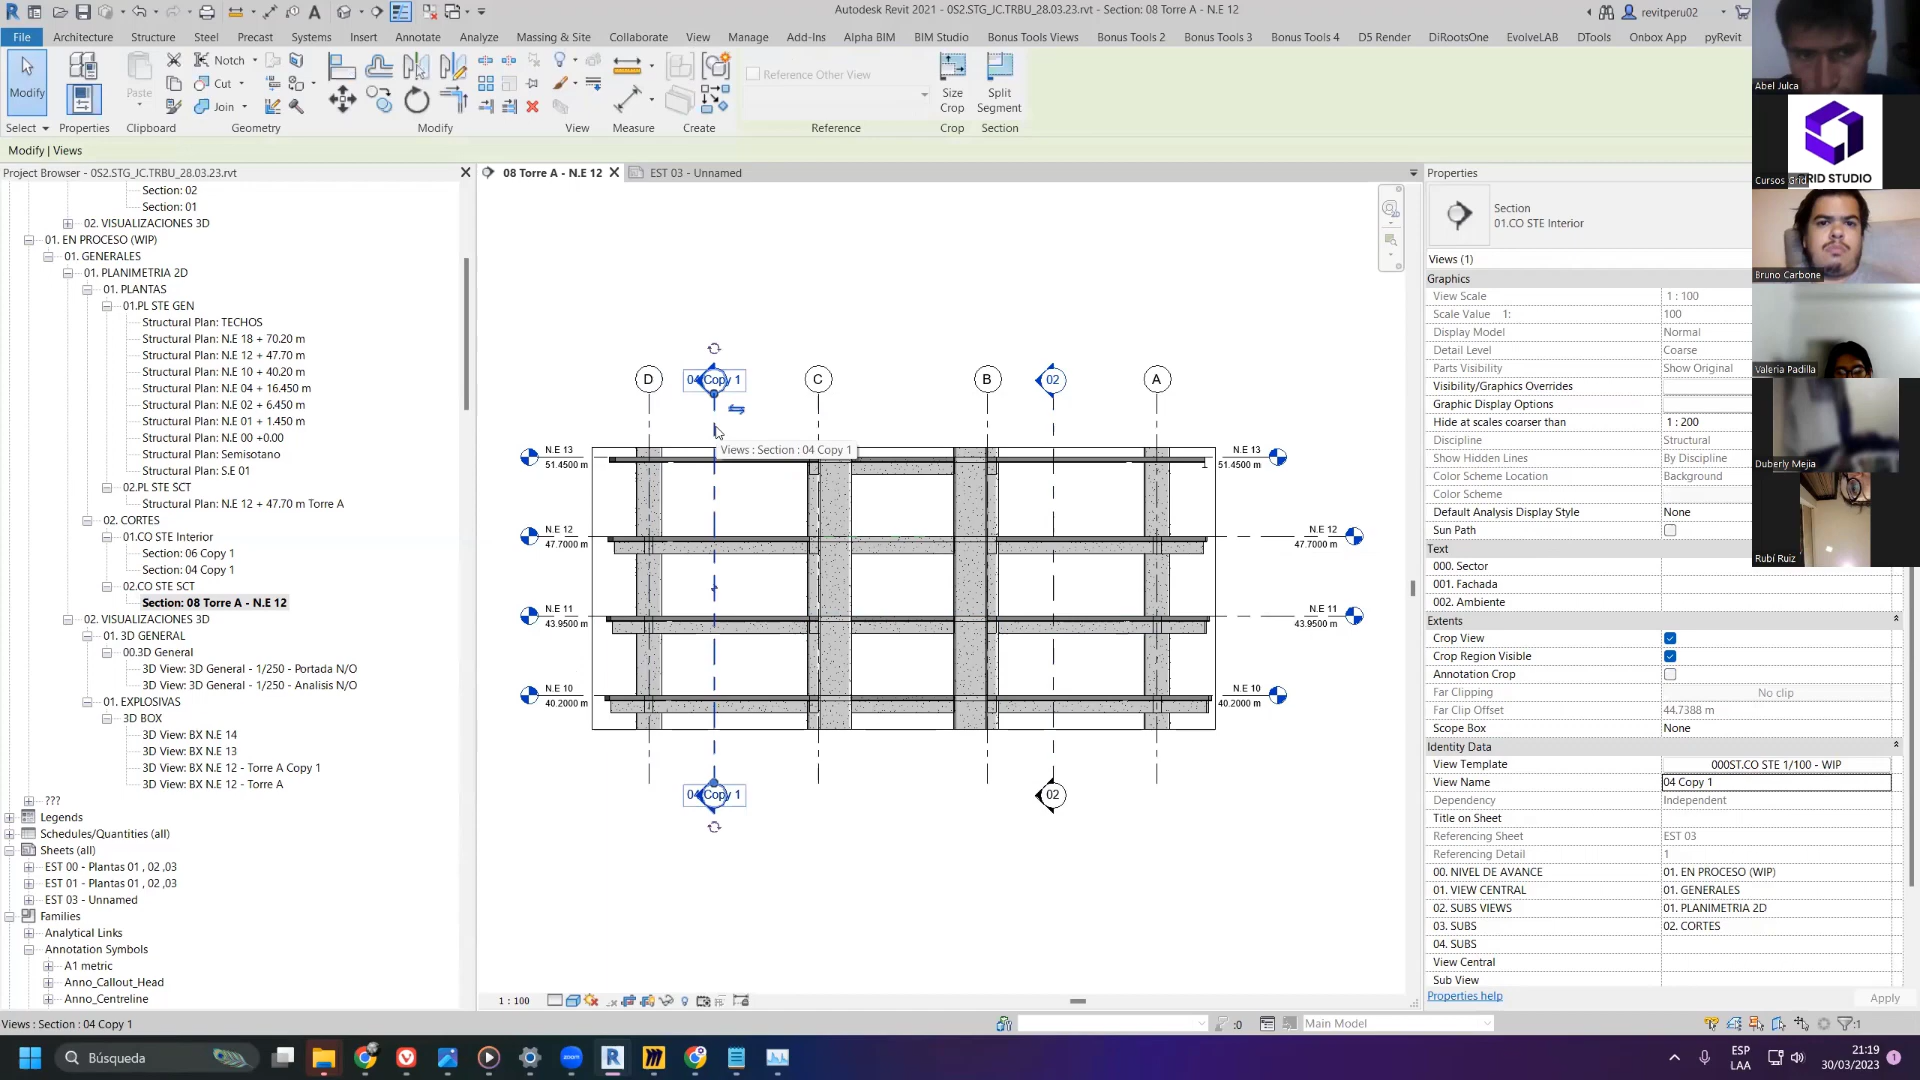 Autodesk Revit 2021 - 0S2.STG_JC.TRBU_28.03.23.rvt - Section: 08 Torre A - N.E 12
revitperu02
File Architecture Structure Steel Precast Systems Insert Annotate Analyze Massing & Site Collaborate View Manage Add-Ins Alpha BIM BIM Studio Bonus Tools Views Bonus Tools 2 Bonus Tools 3 Bonus Tools 4 D5 Render DiRootsOne EvolveLAB DTools Onbox App pyRevit
Modify
Paste
Notch
Cut
Join
Reference Other View
Size Crop
Split Segment
Select Properties Clipboard Geometry Modify View Measure Create Reference Crop Section
Modify | Views
Project Browser - 0S2.STG_JC.TRBU_28.03.23.rvt
Section: 02
Section: 01
02. VISUALIZACIONES 3D
01. EN PROCESO (WIP)
01. GENERALES
01. PLANIMETRIA 2D
01. PLANTAS
01.PL STE GEN
Structural Plan: TECHOS
Structural Plan: N.E 18 + 70.20 m
Structural Plan: N.E 12 + 47.70 m
Structural Plan: N.E 10 + 40.20 m
Structural Plan: N.E 04 + 16.450 m
Structural Plan: N.E 02 + 6.450 m
Structural Plan: N.E 01 + 1.450 m
Structural Plan: N.E 00 +0.00
Structural Plan: Semisotano
Structural Plan: S.E 01
02.PL STE SCT
Structural Plan: N.E 12 + 47.70 m Torre A
02. CORTES
01.CO STE Interior
Section: 06 Copy 1
Section: 04 Copy 1
02.CO STE SCT
Section: 08 Torre A - N.E 12
02. VISUALIZACIONES 3D
01. 3D GENERAL
00.3D General
3D View: 3D General - 1/250 - Portada N/O
3D View: 3D General - 1/250 - Analisis N/O
01. EXPLOSIVAS
3D BOX
3D View: BX N.E 14
3D View: BX N.E 13
3D View: BX N.E 12 - Torre A Copy 1
3D View: BX N.E 12 - Torre A
???
Legends
Schedules/Quantities (all)
Sheets (all)
EST 00 - Plantas 01 , 02 ,03
EST 01 - Plantas 01 , 02 ,03
EST 03 - Unnamed
Families
Analytical Links
Annotation Symbols
A1 metric
Anno_Callout_Head
Anno_Centreline
08 Torre A - N.E 12
EST 03 - Unnamed
D 04 Copy 1 C B 02 A
Views : Section : 04 Copy 1
N.E 13
51.4500 m
N.E 13
51.4500 m
N.E 12
47.7000 m
N.E 12
47.7000 m
N.E 11
43.9500 m
N.E 11
43.9500 m
N.E 10
40.2000 m
N.E 10
40.2000 m
04 Copy 1 02
1 : 100
Properties
Section
01.CO STE Interior
Views (1)
Graphics
View Scale 1 : 100
Scale Value 1: 100
Display Model Normal
Detail Level Coarse
Parts Visibility Show Original
Visibility/Graphics Overrides
Graphic Display Options
Hide at scales coarser than 1 : 200
Discipline Structural
Show Hidden Lines By Discipline
Color Scheme Location Background
Color Scheme
Default Analysis Display Style None
Sun Path
Text
000. Sector
001. Fachada
002. Ambiente
Extents
Crop View
Crop Region Visible
Annotation Crop
Far Clipping No clip
Far Clip Offset 44.7388 m
Scope Box None
Identity Data
View Template 000ST.CO STE 1/100 - WIP
View Name 04 Copy 1
Dependency Independent
Title on Sheet
Referencing Sheet EST 03
Referencing Detail 1
00. NIVEL DE AVANCE 01. EN PROCESO (WIP)
01. VIEW CENTRAL 01. GENERALES
02. SUBS VIEWS 01. PLANIMETRIA 2D
03. SUBS 02. CORTES
04. SUBS
View Central
Sub View
Properties help
Apply
Abel Julca
Cursos Grid
GRID STUDIO
Bruno Carbone
Valeria Padilla
Duberly Mejia
Rubí Ruiz
Views : Section : 04 Copy 1
:0
Main Model
:1
Búsqueda
ESP
LAA
21:19
30/03/2023
1